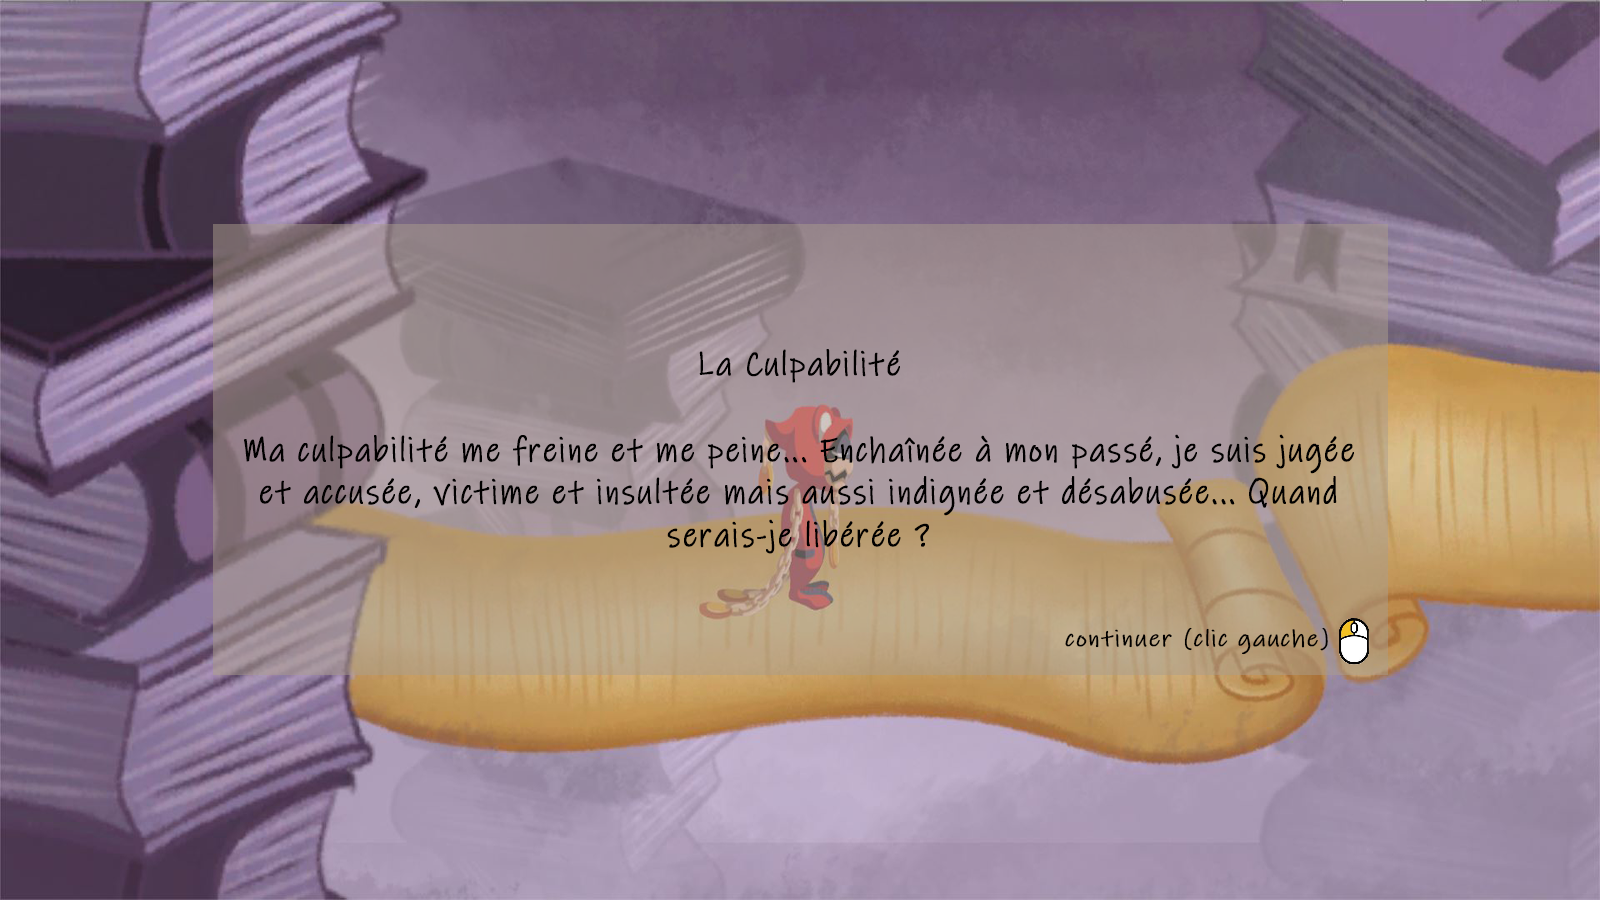 La Culpabilité
Ma culpabilité me freine et me peine... Enchaînée à mon passé, je suis jugée
et accusée, victime et insultée mais aussi indignée et désabusée... Quand
serais-je libérée ?
continuer (clic gauche)